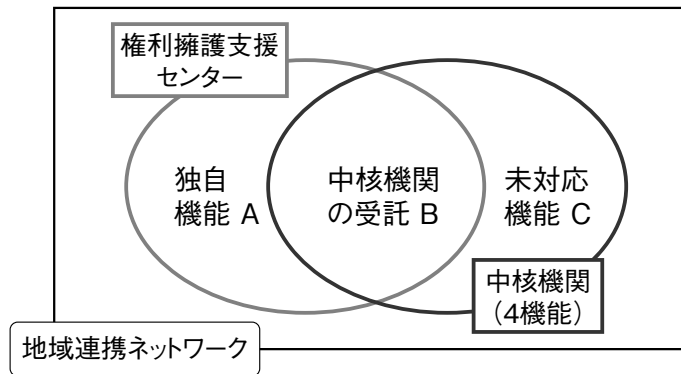 権利擁護支援
センター
独自
機能 A
中核機関
の受託 B
未対応
機能 C
中核機関
（4機能）
地域連携ネットワーク